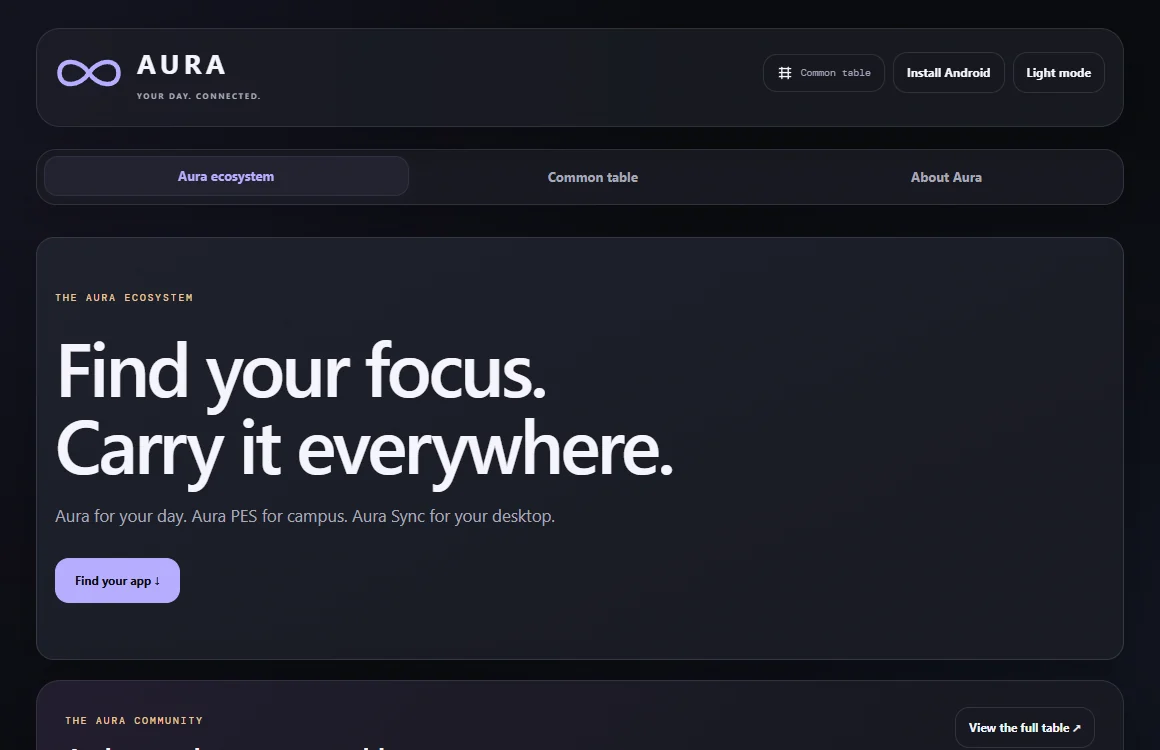 AURA
YOUR DAY. CONNECTED.
Common table
Install Android
Light mode
Aura ecosystem
Common table
About Aura
THE AURA ECOSYSTEM
Find your focus.
Carry it everywhere.
Aura for your day. Aura PES for campus. Aura Sync for your desktop.
Find your app ↓
THE AURA COMMUNITY
View the full table ↗